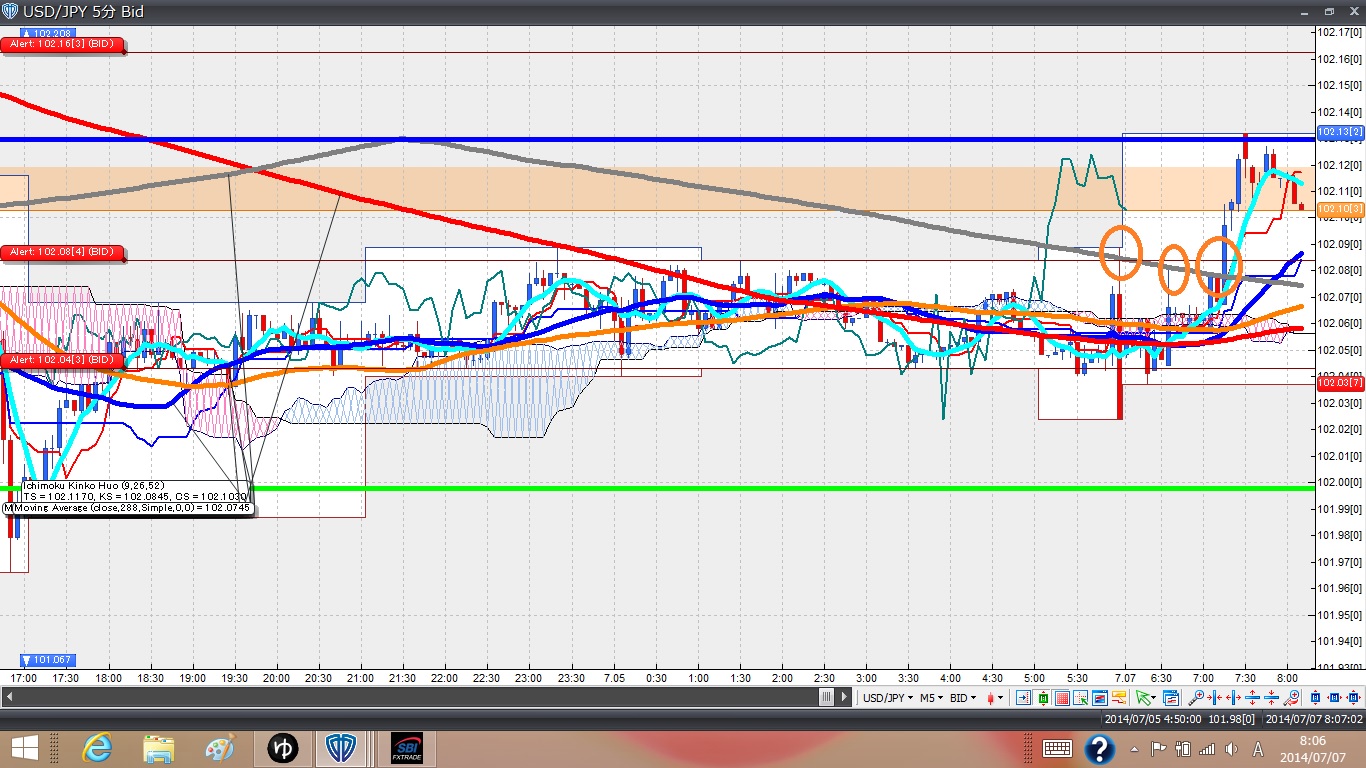 USD/JPY 5分 Bid
▲ 102.208
Alert: 102.16[3] (BID)
Alert: 102.08[4] (BID)
Alert: 102.04[3] (BID)
102.17[0]
102.16[0]
102.15[0]
102.14[0]
102.13[2]
102.12[0]
102.11[0]
102.10[3]
102.09[0]
102.08[0]
102.07[0]
102.06[0]
102.05[0]
102.03[7]
102.03[0]
102.02[0]
102.01[0]
102.00[0]
101.99[0]
101.98[0]
101.97[0]
101.96[0]
101.95[0]
101.94[0]
101.93[0]
Ichimoku Kinko Huo (9,26,52)
TS = 102.1170, KS = 102.0845, CS = 102.1030
Moving Average (close,288,Simple,0,0) = 102.0745
▼ 101.067
17:00 17:30 18:00 18:30 19:00 19:30 20:00 20:30 21:00 21:30 22:00 22:30 23:00 23:30 7.05 0:30 1:00 1:30 2:00 2:30 3:00 3:30 4:00 4:30 5:00 5:30 7.07 6:30 7:00 7:30 8:00
USD/JPY M5 BID
2014/07/05 4:50:00 101.98[0] 2014/07/07 8:07:02
ゆ
SBI
FXTRADE
A
8:06
2014/07/07